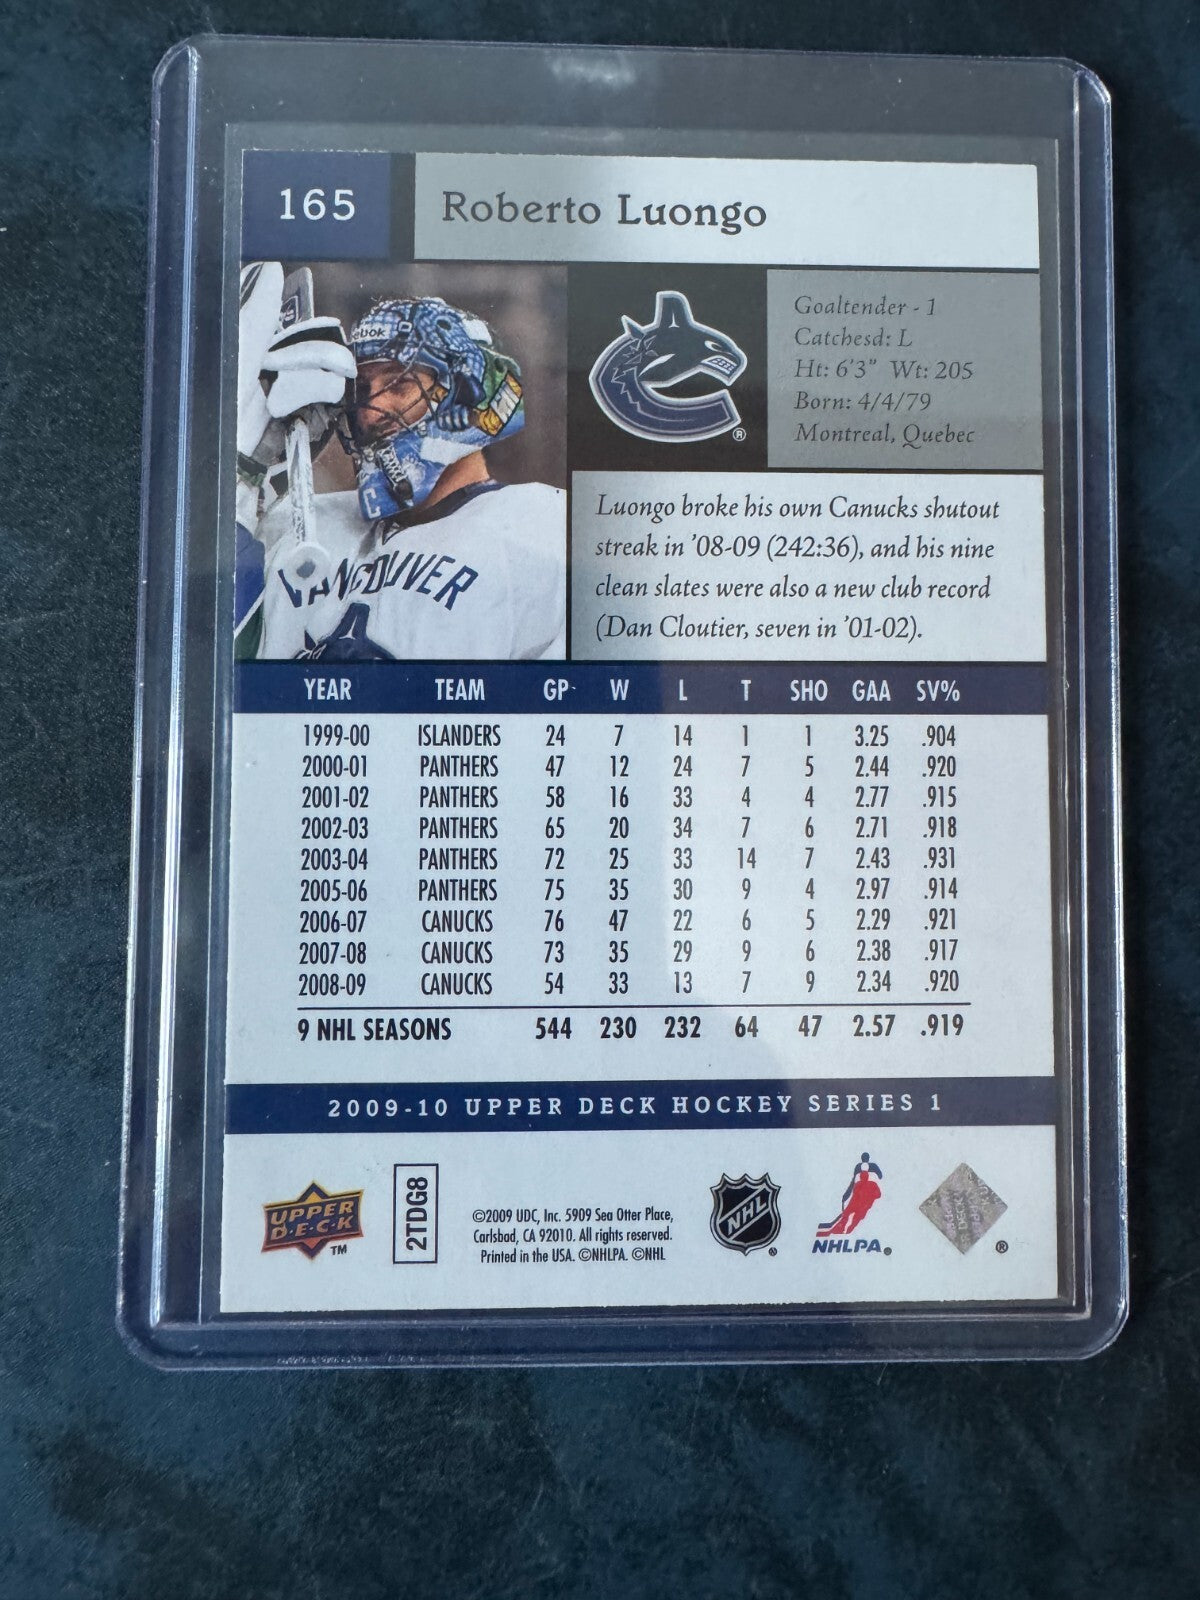 165
Roberto Luongo
Reebok
VANCOUVER
®
Goaltender - 1
Catchesd: L
Ht: 6'3" Wt: 205
Born: 4/4/79
Montreal, Quebec
Luongo broke his own Canucks shutout
streak in '08-09 (242:36), and his nine
clean slates were also a new club record
(Dan Cloutier, seven in '01-02).
YEAR TEAM GP W L T SHO GAA SV%
1999-00 ISLANDERS 24 7 14 1 1 3.25 .904
2000-01 PANTHERS 47 12 24 7 5 2.44 .920
2001-02 PANTHERS 58 16 33 4 4 2.77 .915
2002-03 PANTHERS 65 20 34 7 6 2.71 .918
2003-04 PANTHERS 72 25 33 14 7 2.43 .931
2005-06 PANTHERS 75 35 30 9 4 2.97 .914
2006-07 CANUCKS 76 47 22 6 5 2.29 .921
2007-08 CANUCKS 73 35 29 9 6 2.38 .917
2008-09 CANUCKS 54 33 13 7 9 2.34 .920
9 NHL SEASONS 544 230 232 64 47 2.57 .919
2009-10 UPPER DECK HOCKEY SERIES 1
UPPER
D·E·C·K
TM
2TDG8
©2009 UDC, Inc. 5909 Sea Otter Place,
Carlsbad, CA 92010. All rights reserved.
Printed in the USA. ©NHLPA. ©NHL
NHL
®
NHLPA®
®